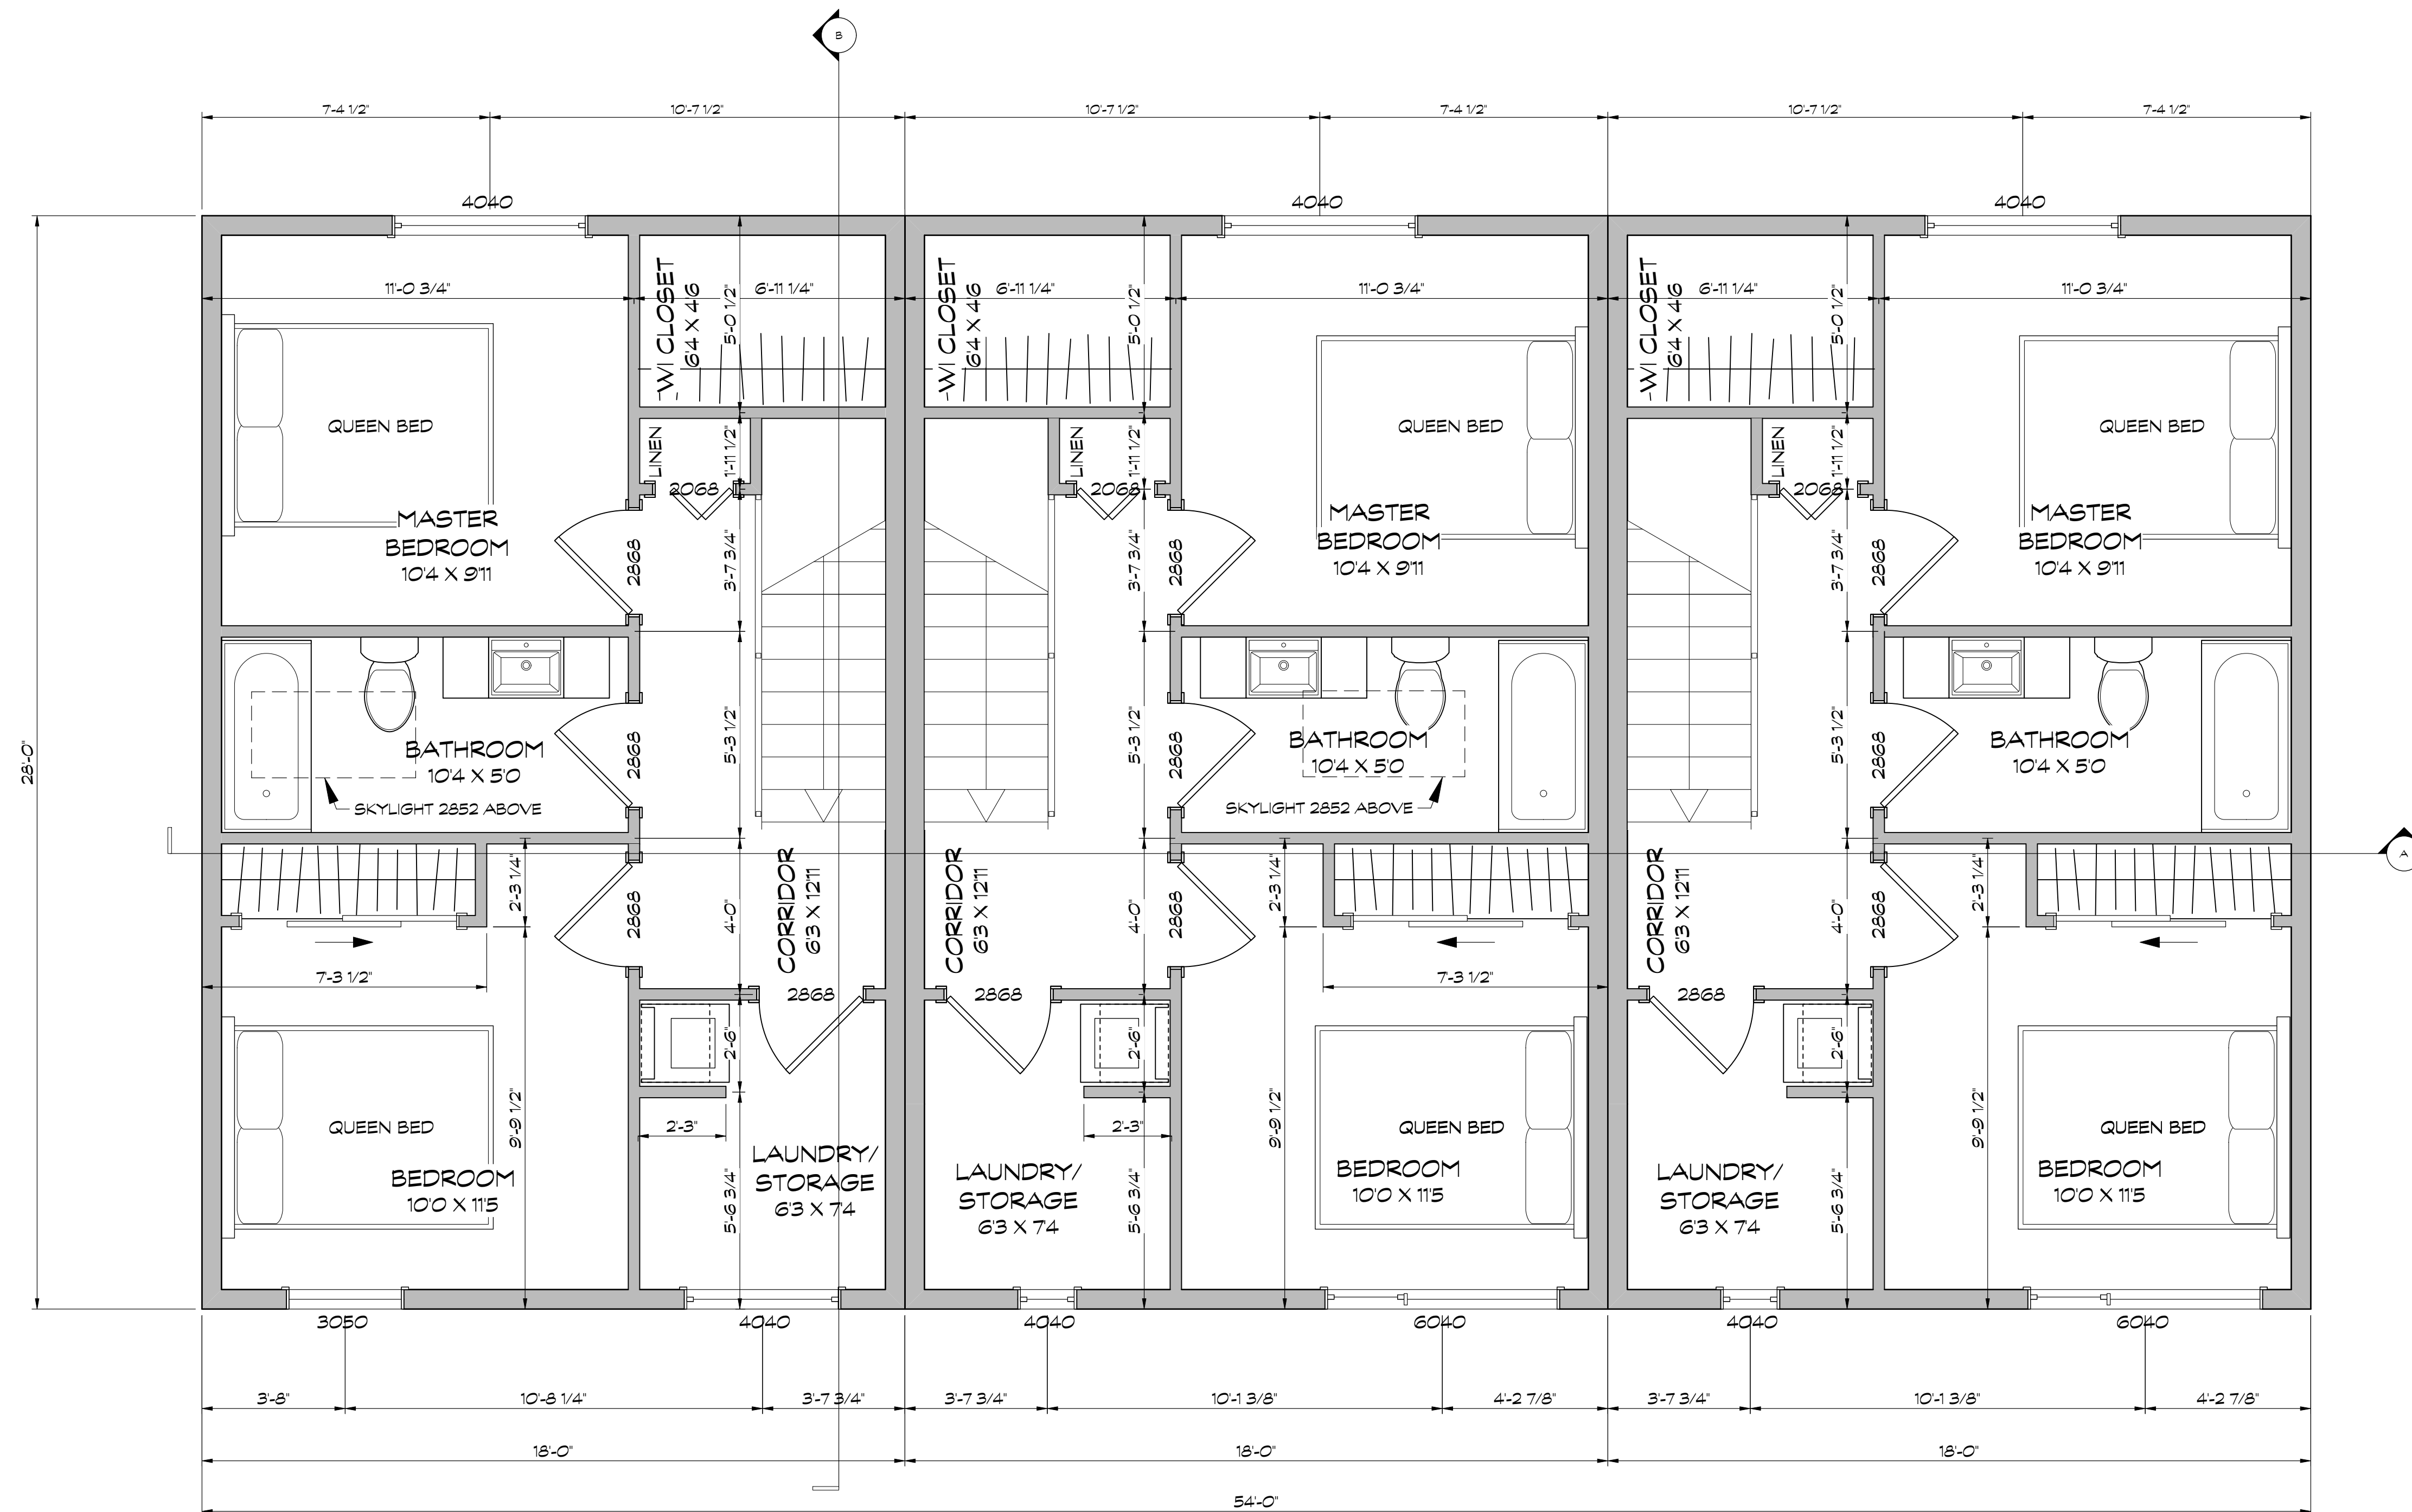 B
7'-4 1/2"
10'-7 1/2"
10'-7 1/2"
7'-4 1/2"
10'-7 1/2"
7'-4 1/2"
4040
4040
4040
11'-0 3/4"
6'-11 1/4"
6'-11 1/4"
11'-0 3/4"
6'-11 1/4"
11'-0 3/4"
WI CLOSET
6'4 X 4'6
5'-0 1/2"
WI CLOSET
6'4 X 4'6
5'-0 1/2"
WI CLOSET
6'4 X 4'6
5'-0 1/2"
QUEEN BED
QUEEN BED
QUEEN BED
LINEN
1'-11 1/2"
LINEN
1'-11 1/2"
LINEN
1'-11 1/2"
2068
2068
2068
MASTER
BEDROOM
10'4 X 9'11
MASTER
BEDROOM
10'4 X 9'11
MASTER
BEDROOM
10'4 X 9'11
2868
3'-7 3/4"
3'-7 3/4"
2868
3'-7 3/4"
2868
28'-0"
BATHROOM
10'4 X 5'0
SKYLIGHT 2852 ABOVE
2868
5'-3 1/2"
5'-3 1/2"
2868
BATHROOM
10'4 X 5'0
SKYLIGHT 2852 ABOVE
5'-3 1/2"
2868
BATHROOM
10'4 X 5'0
A
2'-3 1/4"
2868
4'-0"
CORRIDOR
6'3 X 12'11
CORRIDOR
6'3 X 12'11
4'-0"
2868
2'-3 1/4"
CORRIDOR
6'3 X 12'11
4'-0"
2868
2'-3 1/4"
7'-3 1/2"
7'-3 1/2"
2868
2868
2868
2'-6"
2'-6"
2'-6"
QUEEN BED
9'-9 1/2"
2'-3"
2'-3"
9'-9 1/2"
QUEEN BED
9'-9 1/2"
QUEEN BED
BEDROOM
10'0 X 11'5
5'-6 3/4"
LAUNDRY/
STORAGE
6'3 X 7'4
LAUNDRY/
STORAGE
6'3 X 7'4
5'-6 3/4"
BEDROOM
10'0 X 11'5
LAUNDRY/
STORAGE
6'3 X 7'4
5'-6 3/4"
BEDROOM
10'0 X 11'5
3050
4040
4040
6040
4040
6040
3'-8"
10'-8 1/4"
3'-7 3/4"
3'-7 3/4"
10'-1 3/8"
4'-2 7/8"
3'-7 3/4"
10'-1 3/8"
4'-2 7/8"
18'-0"
18'-0"
18'-0"
54'-0"